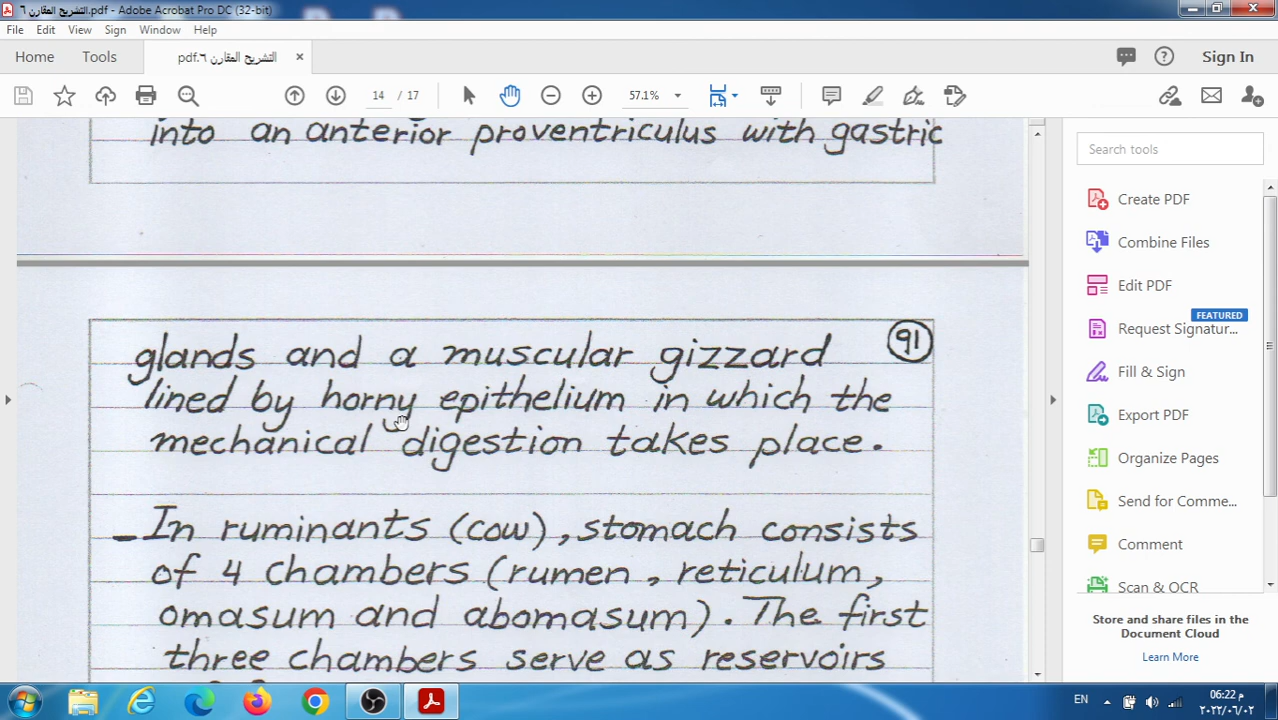 التشريح المقارن ٦.pdf - Adobe Acrobat Pro DC (32-bit)
File Edit View Sign Window Help
Home Tools التشريح المقارن ٦.pdf × Sign In
14 / 17 57.1%
into an anterior proventriculus with gastric
91
glands and a muscular gizzard
lined by horny epithelium in which the
mechanical digestion takes place.
- In ruminants (cow), stomach consists
of 4 chambers (rumen, reticulum,
omasum and abomasum). The first
three chambers serve as reservoirs
Search tools
Create PDF
Combine Files
Edit PDF
FEATURED
Request Signatur...
Fill & Sign
Export PDF
Organize Pages
Send for Comme...
Comment
Scan & OCR
Store and share files in the
Document Cloud
Learn More
EN
06:22 م
٢٠٢٢/٠٦/٠٢